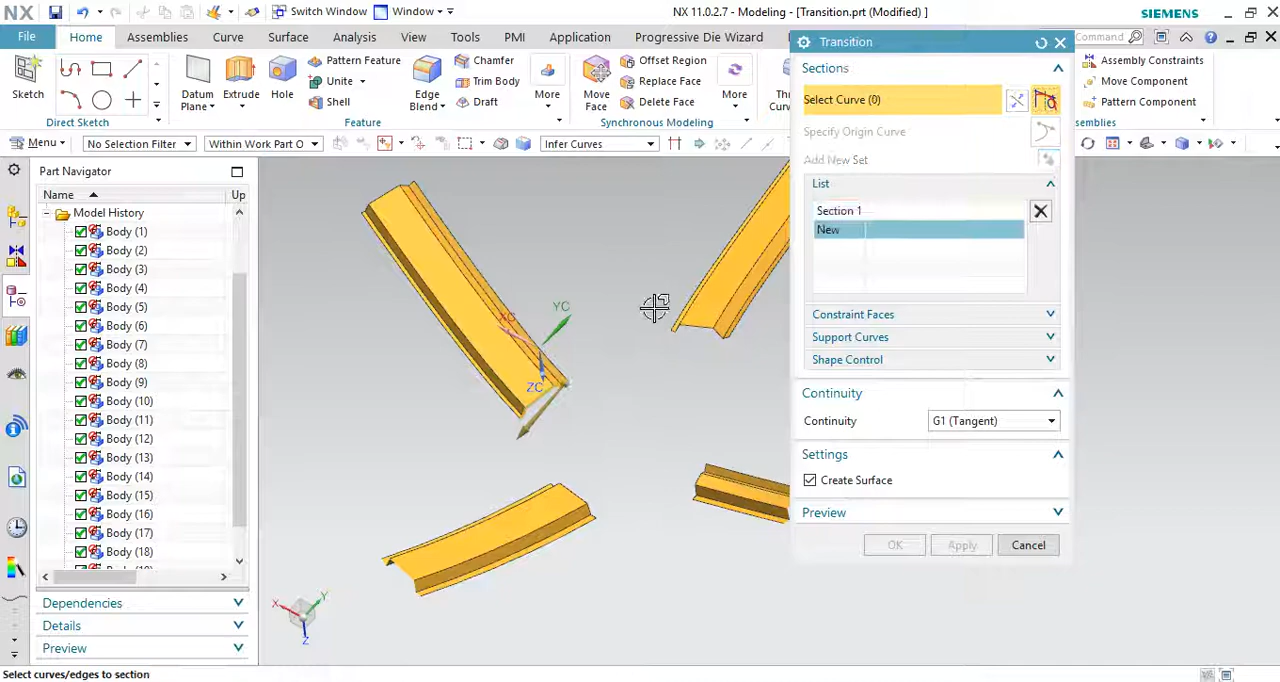 NX
Switch Window
Window
NX 11.0.2.7 - Modeling - [Transition.prt (Modified) ]
SIEMENS
File
Home
Assemblies
Curve
Surface
Analysis
View
Tools
PMI
Application
Progressive Die Wizard
Command
Sketch
Direct Sketch
Datum
Plane
Extrude
Hole
Pattern Feature
Unite
Shell
Edge
Blend
Chamfer
Trim Body
Draft
More
Feature
Move
Face
Offset Region
Replace Face
Delete Face
More
Synchronous Modeling
Assembly Constraints
Move Component
Pattern Component
Menu
No Selection Filter
Within Work Part O
Infer Curves
Part Navigator
Name
Up
Model History
Body (1)
Body (2)
Body (3)
Body (4)
Body (5)
Body (6)
Body (7)
Body (8)
Body (9)
Body (10)
Body (11)
Body (12)
Body (13)
Body (14)
Body (15)
Body (16)
Body (17)
Body (18)
Dependencies
Details
Preview
XC
YC
ZC
X
Y
Z
Transition
Sections
Select Curve (0)
Specify Origin Curve
Add New Set
List
Section 1
New
Constraint Faces
Support Curves
Shape Control
Continuity
Continuity
G1 (Tangent)
Settings
Create Surface
Preview
OK
Apply
Cancel
Select curves/edges to section